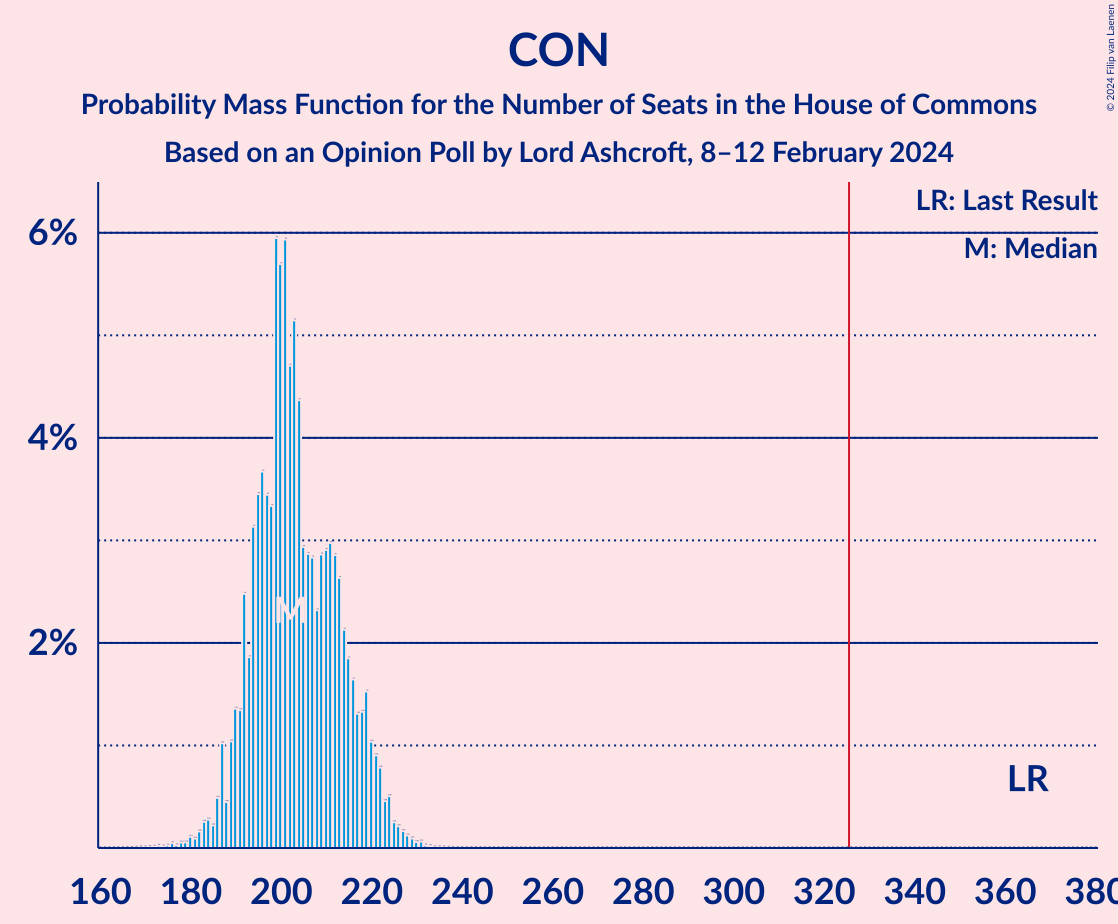 CON
Probability Mass Function for the Number of Seats in the House of Commons
Based on an Opinion Poll by Lord Ashcroft, 8–12 February 2024
© 2024 Filip van Laenen
LR: Last Result
M: Median
6%
4%
2%
M
LR
160 180 200 220 240 260 280 300 320 340 360 380